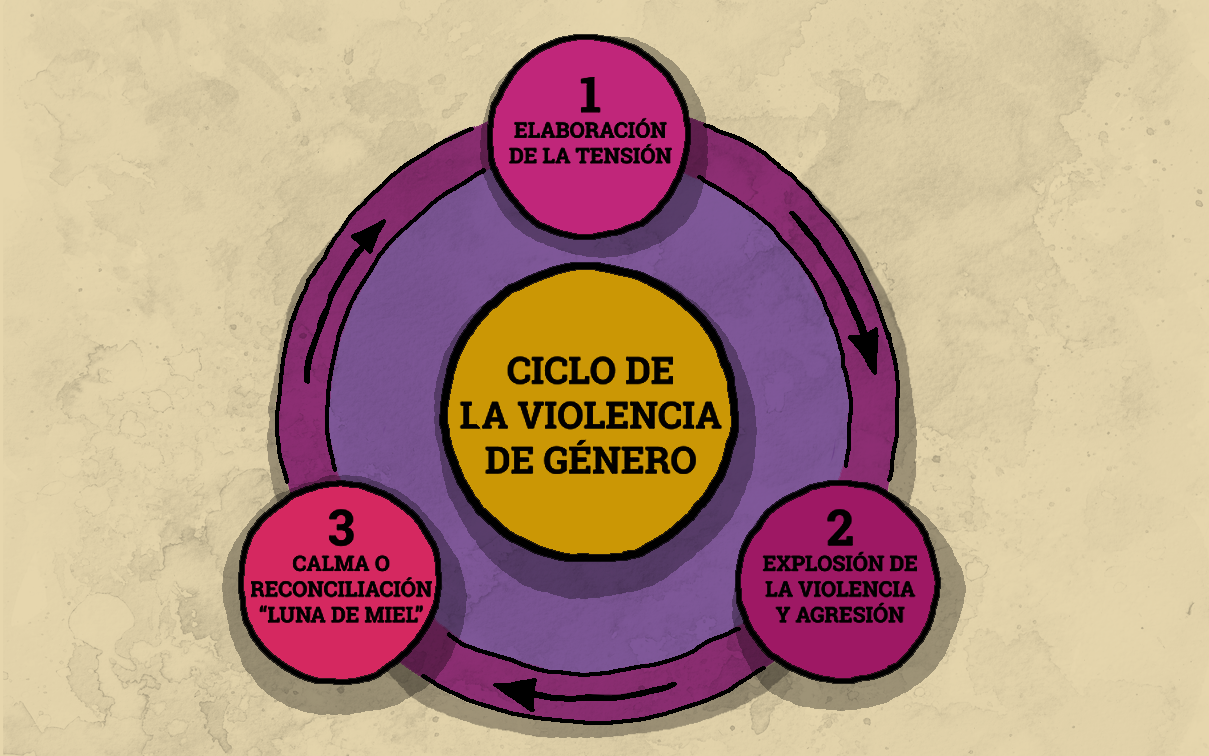 1
ELABORACIÓN
DE LA TENSIÓN
CICLO DE
LA VIOLENCIA
DE GÉNERO
2
EXPLOSIÓN DE
LA VIOLENCIA
Y AGRESIÓN
3
CALMA O
RECONCILIACIÓN
“LUNA DE MIEL”